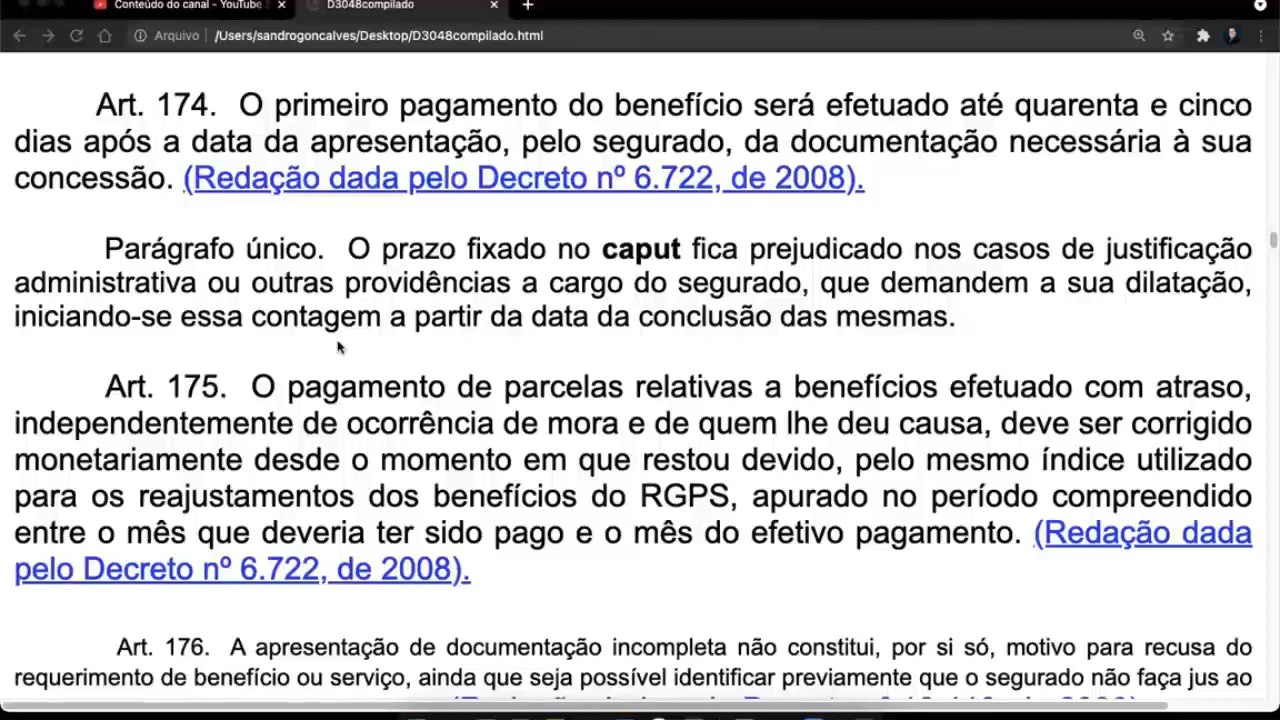 Conteúdo do canal - YouTube
D3048compilado
Arquivo /Users/sandrogoncalves/Desktop/D3048compilado.html
Art. 174. O primeiro pagamento do benefício será efetuado até quarenta e cinco
dias após a data da apresentação, pelo segurado, da documentação necessária à sua
concessão. (Redação dada pelo Decreto nº 6.722, de 2008).
Parágrafo único. O prazo fixado no caput fica prejudicado nos casos de justificação
administrativa ou outras providências a cargo do segurado, que demandem a sua dilatação,
iniciando-se essa contagem a partir da data da conclusão das mesmas.
Art. 175. O pagamento de parcelas relativas a benefícios efetuado com atraso,
independentemente de ocorrência de mora e de quem lhe deu causa, deve ser corrigido
monetariamente desde o momento em que restou devido, pelo mesmo índice utilizado
para os reajustamentos dos benefícios do RGPS, apurado no período compreendido
entre o mês que deveria ter sido pago e o mês do efetivo pagamento. (Redação dada
pelo Decreto nº 6.722, de 2008).
Art. 176. A apresentação de documentação incompleta não constitui, por si só, motivo para recusa do
requerimento de benefício ou serviço, ainda que seja possível identificar previamente que o segurado não faça jus ao